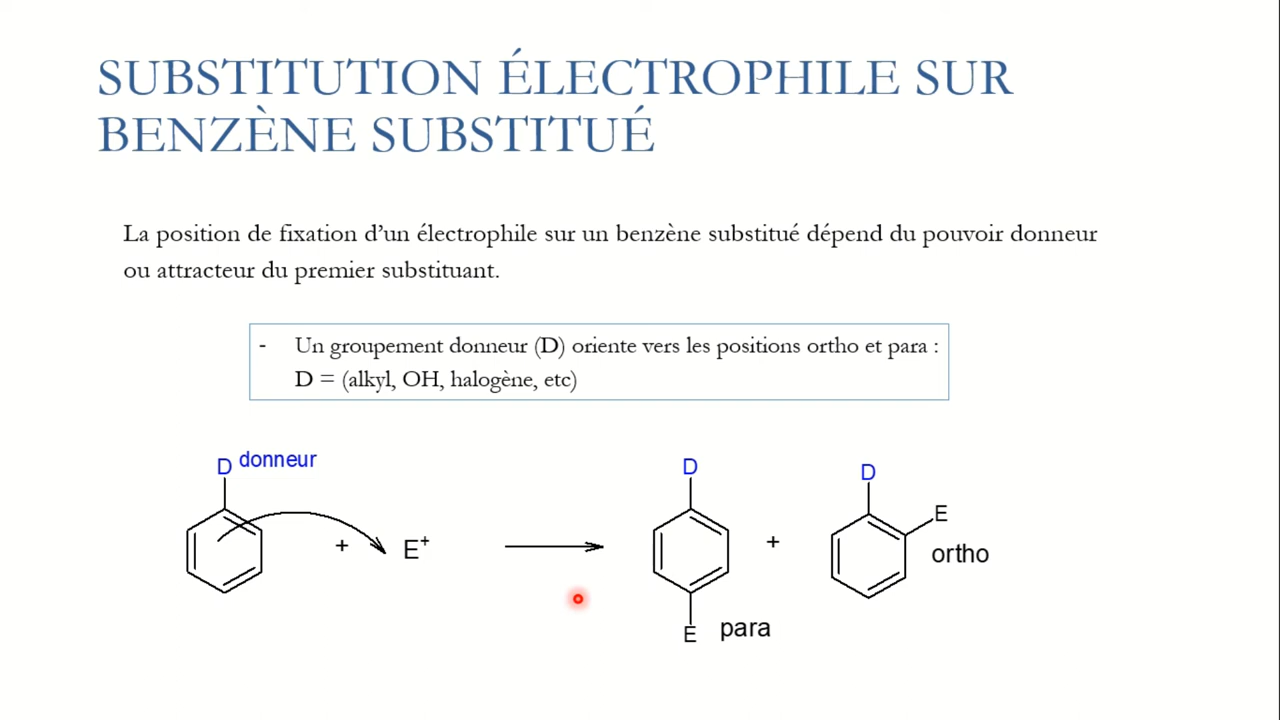 SUBSTITUTION ÉLECTROPHILE SUR
BENZÈNE SUBSTITUÉ
La position de fixation d’un électrophile sur un benzène substitué dépend du pouvoir donneur
ou attracteur du premier substituant.
- Un groupement donneur (D) oriente vers les positions ortho et para :
D = (alkyl, OH, halogène, etc)
D donneur
+ E+
D
E para
+
D
E
ortho